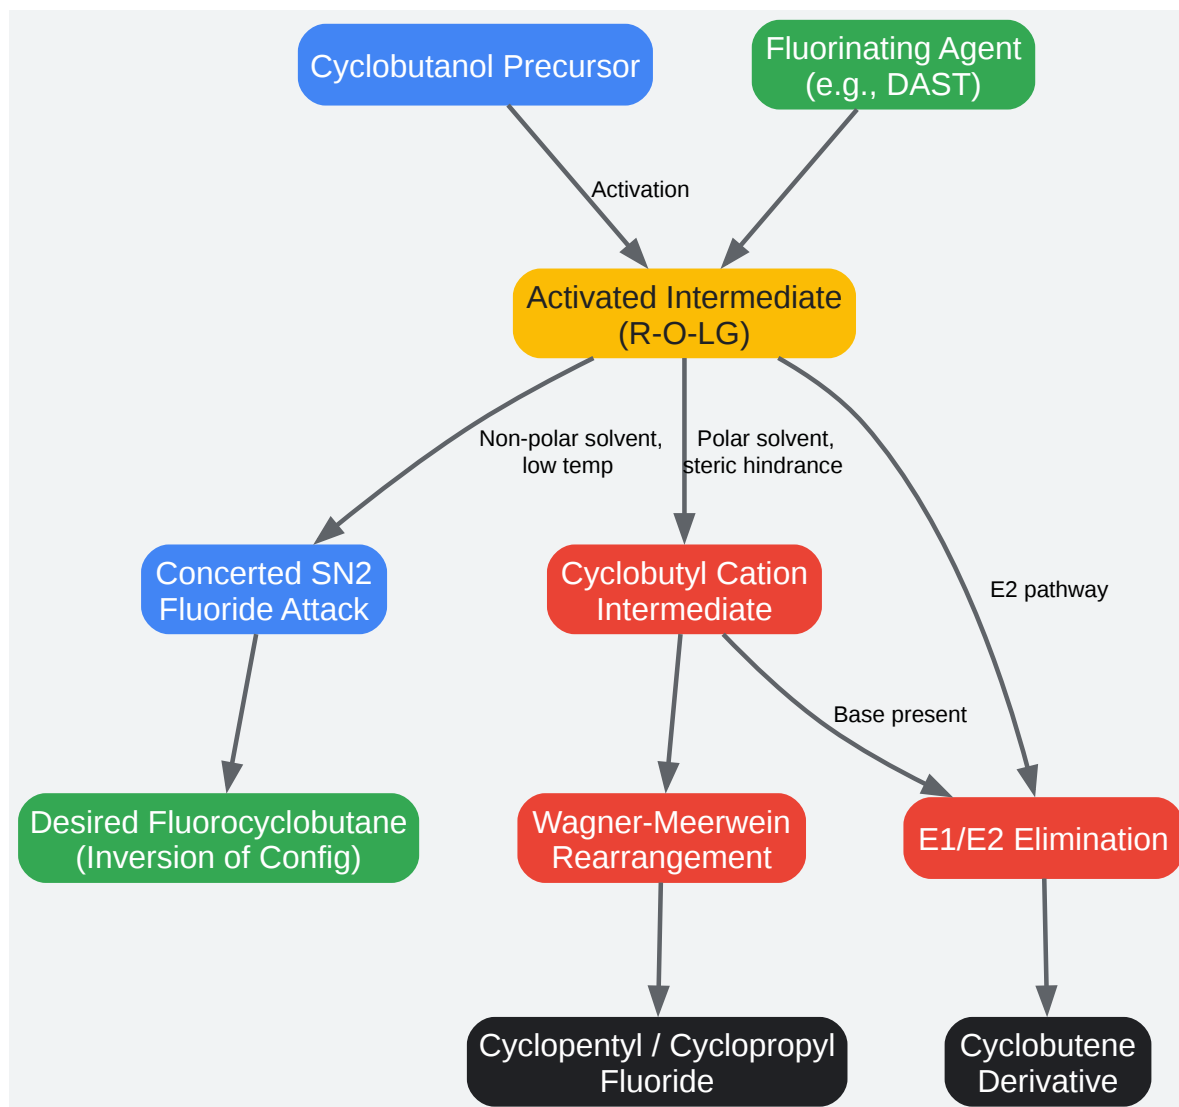 Cyclobutanol Precursor
Fluorinating Agent
(e.g., DAST)
Activation
Activated Intermediate
(R-O-LG)
Non-polar solvent,
low temp
Polar solvent,
steric hindrance
Concerted SN2
Fluoride Attack
Cyclobutyl Cation
Intermediate
E2 pathway
Base present
Desired Fluorocyclobutane
(Inversion of Config)
Wagner-Meerwein
Rearrangement
E1/E2 Elimination
Cyclopentyl / Cyclopropyl
Fluoride
Cyclobutene
Derivative